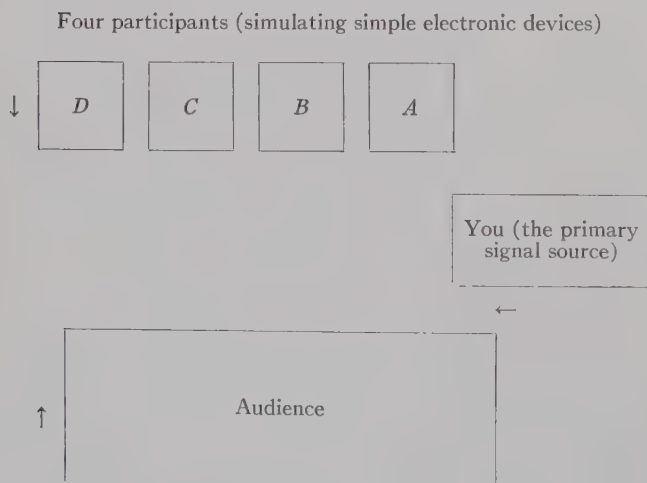 Four participants (simulating simple electronic devices)
↓ D C B A
You (the primary
signal source)
←
↑ Audience